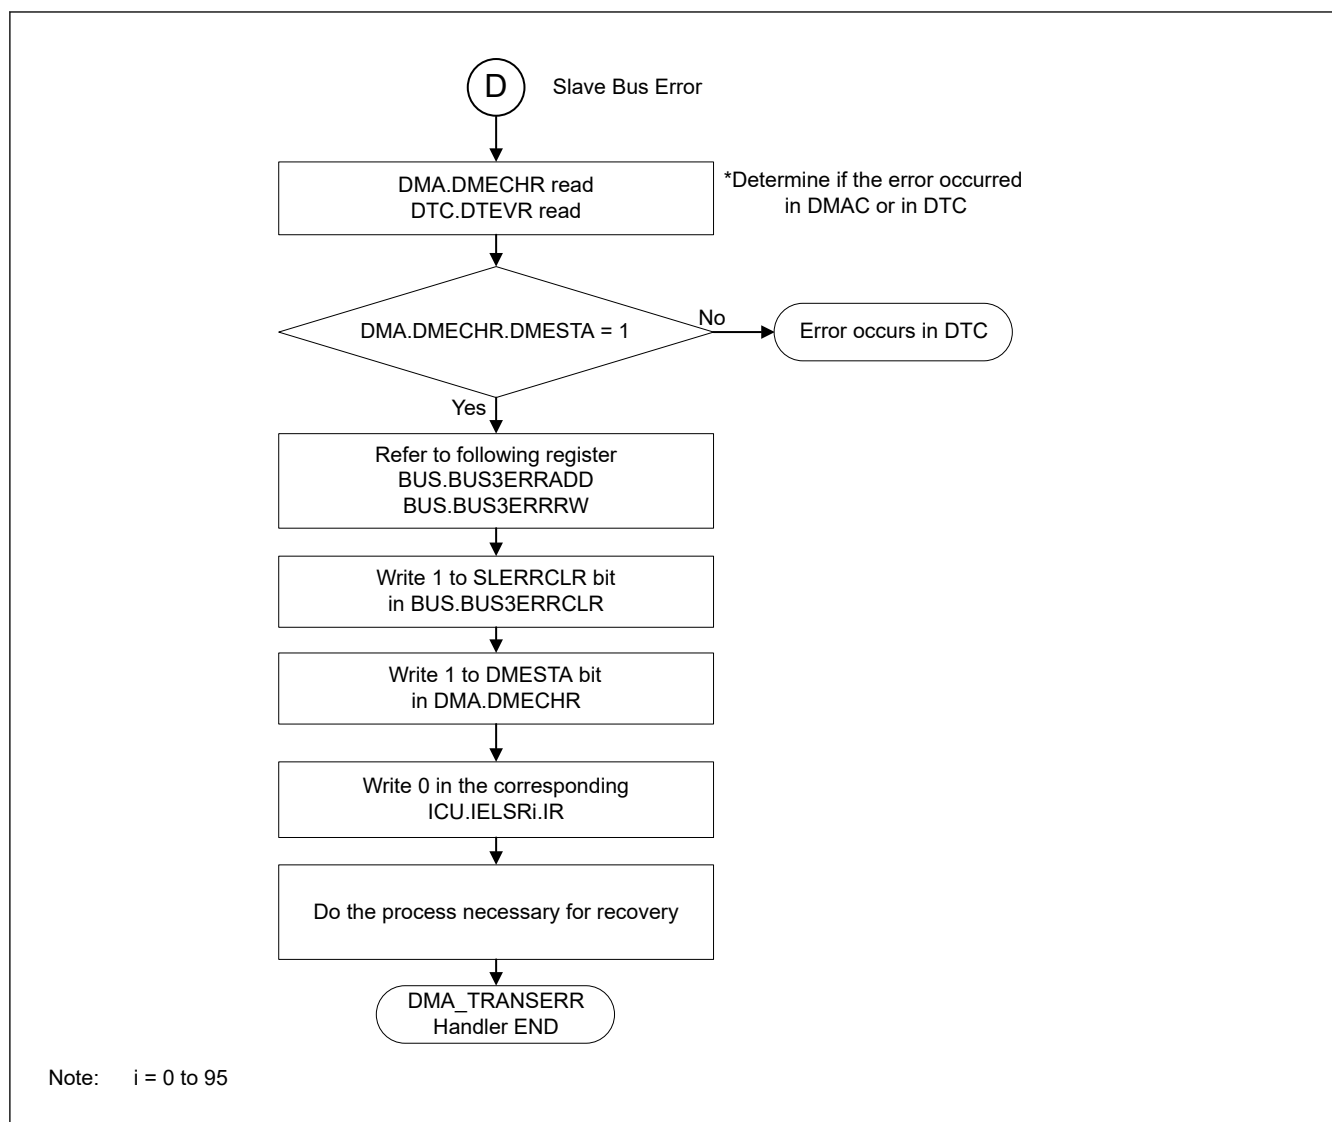 D
Slave Bus Error
DMA.DMECHR read
DTC.DTEVR read
*Determine if the error occurred
in DMAC or in DTC
DMA.DMECHR.DMESTA = 1
No
Error occurs in DTC
Yes
Refer to following register
BUS.BUS3ERRADD
BUS.BUS3ERRRW
Write 1 to SLERRCLR bit
in BUS.BUS3ERRCLR
Write 1 to DMESTA bit
in DMA.DMECHR
Write 0 in the corresponding
ICU.IELSRi.IR
Do the process necessary for recovery
DMA_TRANSERR
Handler END
Note: i = 0 to 95